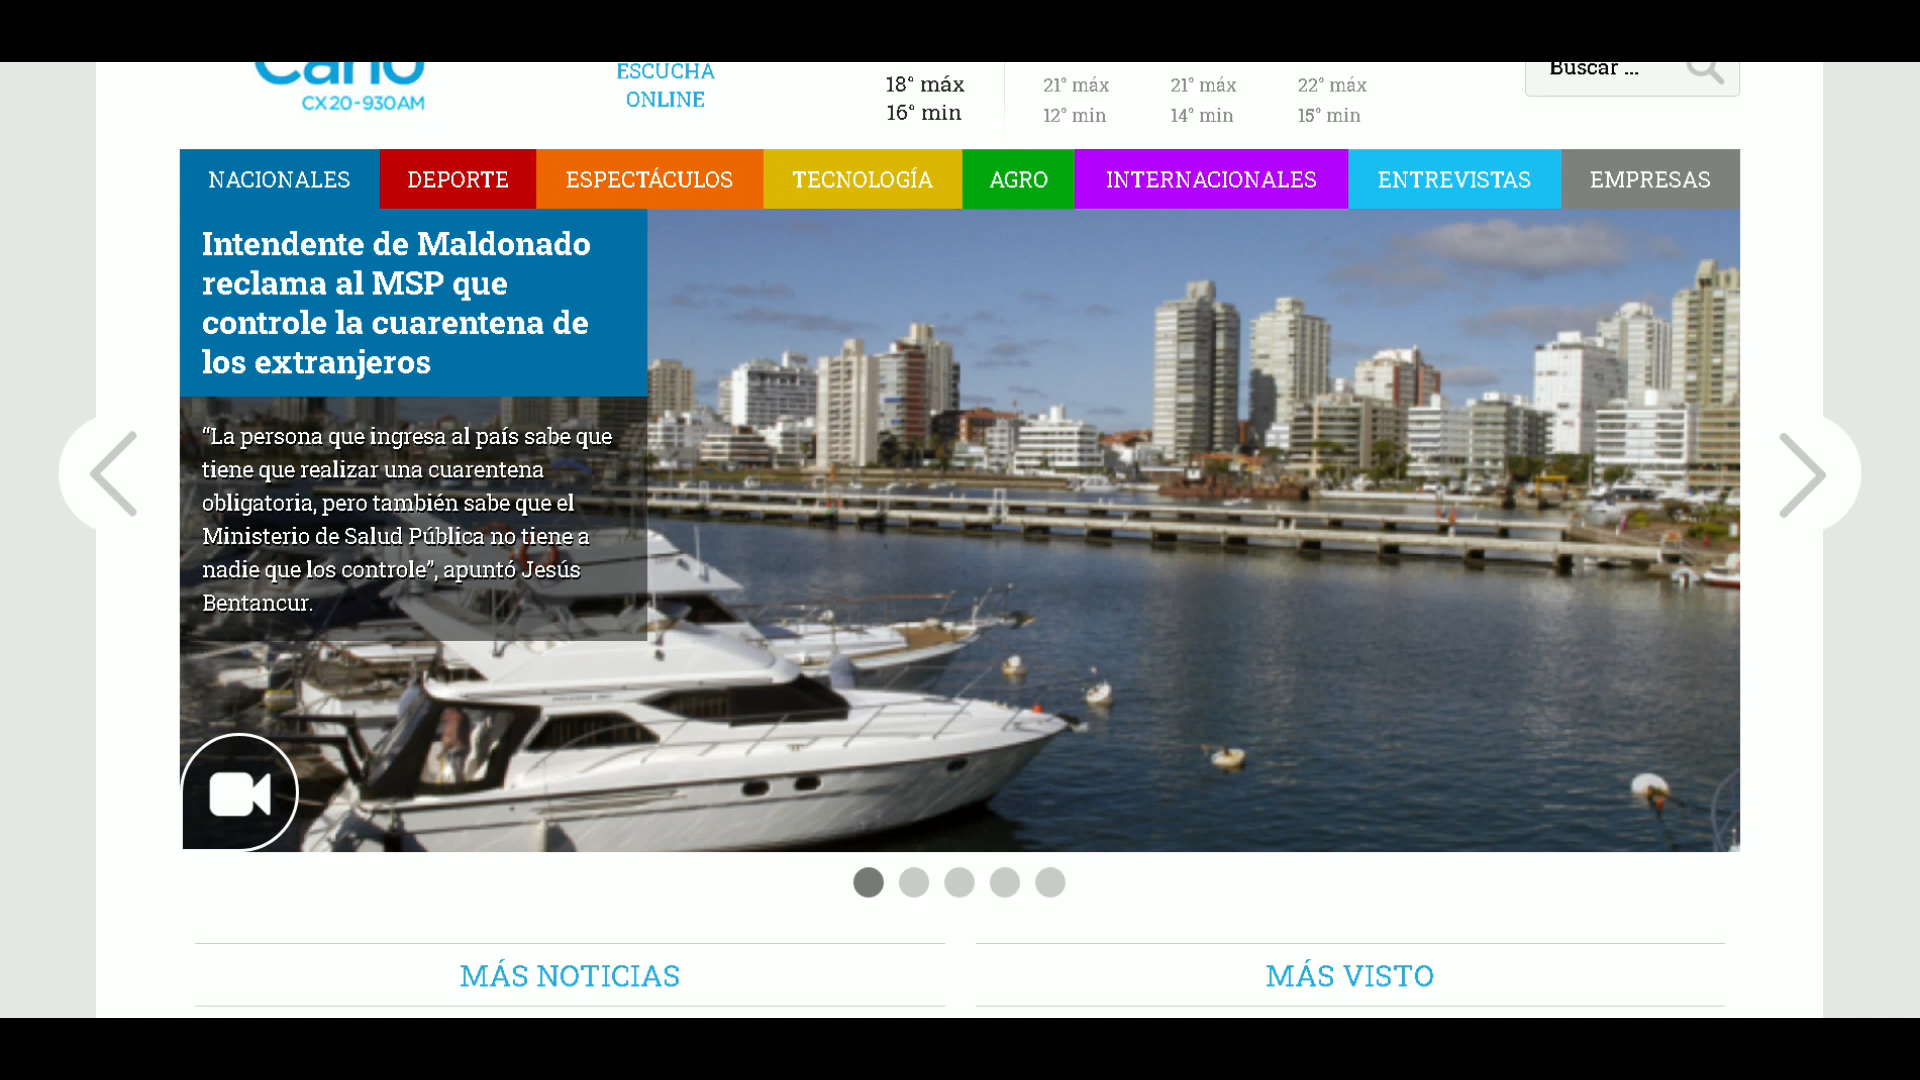 CX20-930AM
ESCUCHA
ONLINE
18° máx
16° min
21° máx
12° min
21° máx
14° min
22° máx
15° min
Buscar ...
NACIONALES
DEPORTE
ESPECTÁCULOS
TECNOLOGÍA
AGRO
INTERNACIONALES
ENTREVISTAS
EMPRESAS
Intendente de Maldonado
reclama al MSP que
controle la cuarentena de
los extranjeros
“La persona que ingresa al país sabe que
tiene que realizar una cuarentena
obligatoria, pero también sabe que el
Ministerio de Salud Pública no tiene a
nadie que los controle”, apuntó Jesús
Bentancur.
MÁS NOTICIAS
MÁS VISTO